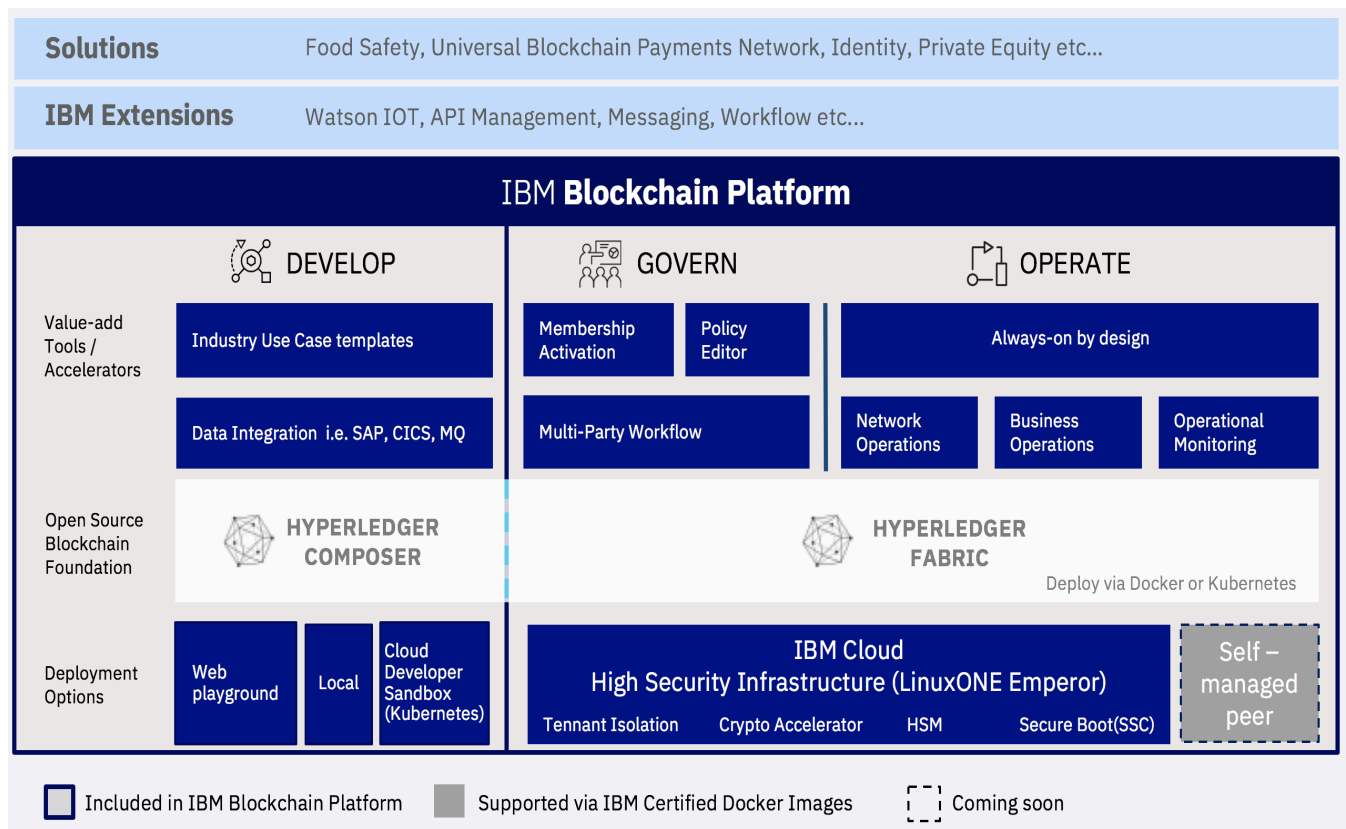 Solutions
Food Safety, Universal Blockchain Payments Network, Identity, Private Equity etc...
IBM Extensions
Watson IOT, API Management, Messaging, Workflow etc...
IBM Blockchain Platform
DEVELOP
GOVERN
OPERATE
Value-add
Tools /
Accelerators
Industry Use Case templates
Membership
Activation
Policy
Editor
Always-on by design
Data Integration i.e. SAP, CICS, MQ
Multi-Party Workflow
Network
Operations
Business
Operations
Operational
Monitoring
Open Source
Blockchain
Foundation
HYPERLEDGER
COMPOSER
HYPERLEDGER
FABRIC
Deploy via Docker or Kubernetes
Deployment
Options
Web
playground
Local
Cloud
Developer
Sandbox
(Kubernetes)
IBM Cloud
High Security Infrastructure (LinuxONE Emperor)
Tennant Isolation
Crypto Accelerator
HSM
Secure Boot(SSC)
Self –
managed
peer
Included in IBM Blockchain Platform
Supported via IBM Certified Docker Images
Coming soon